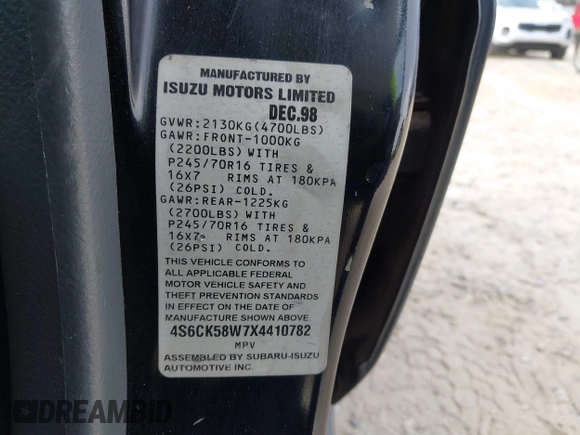 MANUFACTURED BY
ISUZU MOTORS LIMITED
DEC.98
GVWR:2130KG(4700LBS)
GAWR:FRONT-1000KG
(2200LBS) WITH
P245/70R16 TIRES &
16X7 RIMS AT 180KPA
(26PSI) COLD.
GAWR:REAR-1225KG
(2700LBS) WITH
P245/70R16 TIRES &
16X7 RIMS AT 180KPA
(26PSI) COLD.
THIS VEHICLE CONFORMS TO
ALL APPLICABLE FEDERAL
MOTOR VEHICLE SAFETY AND
THEFT PREVENTION STANDARDS
IN EFFECT ON THE DATE OF
MANUFACTURE SHOWN ABOVE.
4S6CK58W7X4410782
MPV
ASSEMBLED BY SUBARU-ISUZU
AUTOMOTIVE INC.
DREAMBID